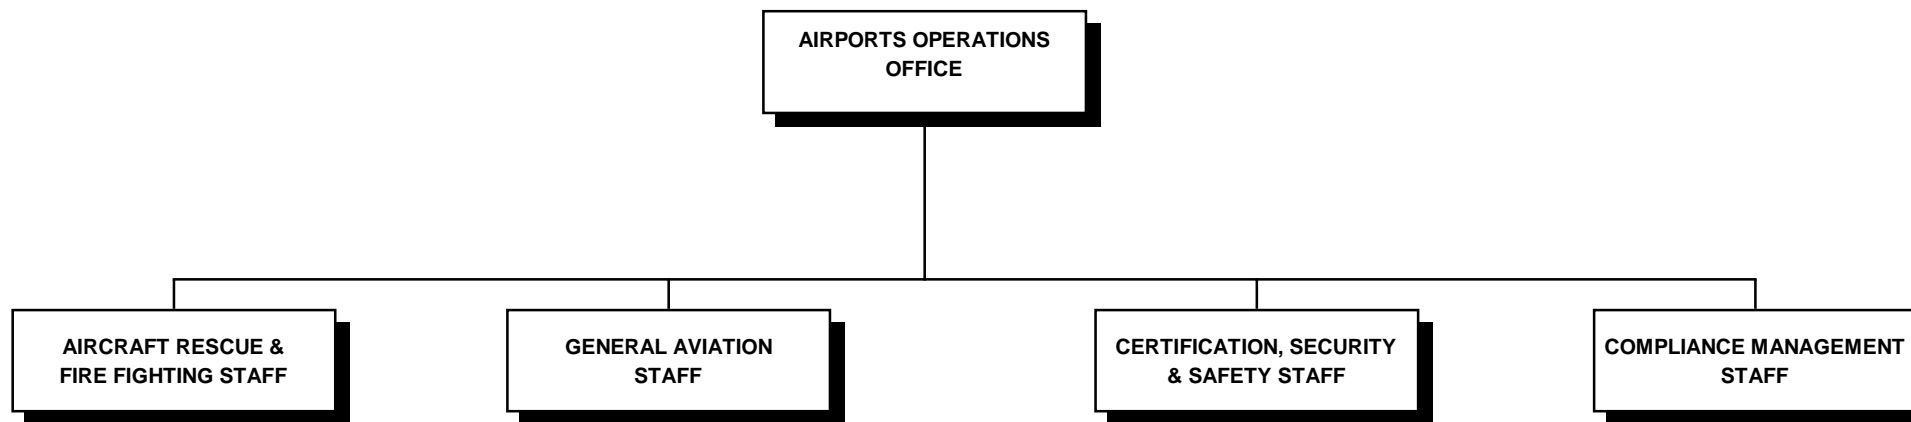 AIRPORTS OPERATIONS
OFFICE
AIRCRAFT RESCUE &
FIRE FIGHTING STAFF
GENERAL AVIATION
STAFF
CERTIFICATION, SECURITY
& SAFETY STAFF
COMPLIANCE MANAGEMENT
STAFF